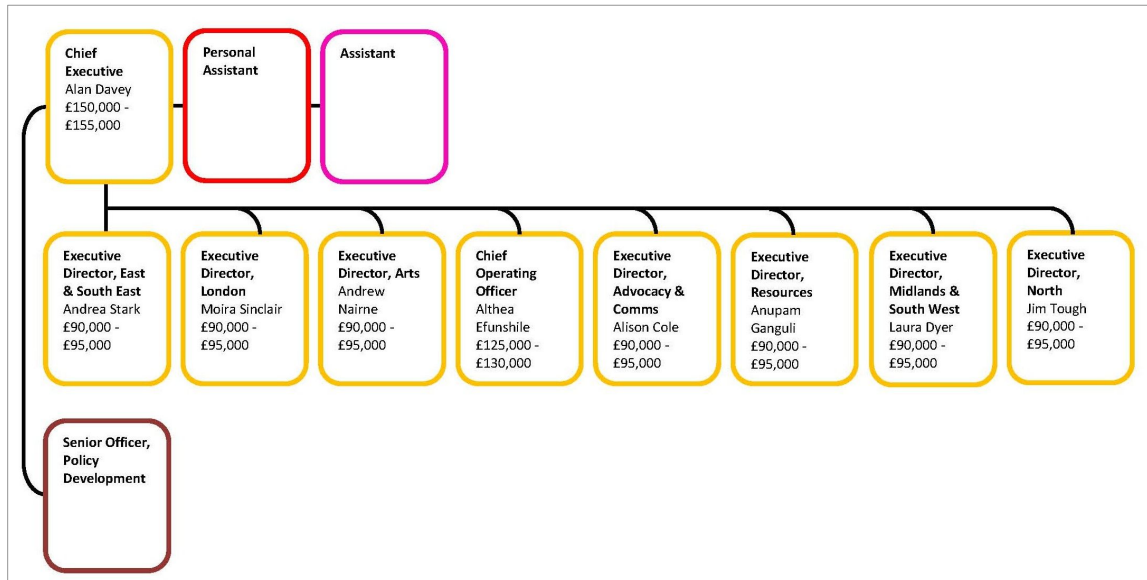 Chief
Executive
Alan Davey
£150,000 -
£155,000
Personal
Assistant
Assistant
Executive
Director, East
& South East
Andrea Stark
£90,000 -
£95,000
Executive
Director,
London
Moira Sinclair
£90,000 -
£95,000
Executive
Director, Arts
Andrew
Nairne
£90,000 -
£95,000
Chief
Operating
Officer
Althea
Efunshile
£125,000 -
£130,000
Executive
Director,
Advocacy &
Comms
Alison Cole
£90,000 -
£95,000
Executive
Director,
Resources
Anupam
Ganguli
£90,000 -
£95,000
Executive
Director,
Midlands &
South West
Laura Dyer
£90,000 -
£95,000
Executive
Director,
North
Jim Tough
£90,000 -
£95,000
Senior Officer,
Policy
Development